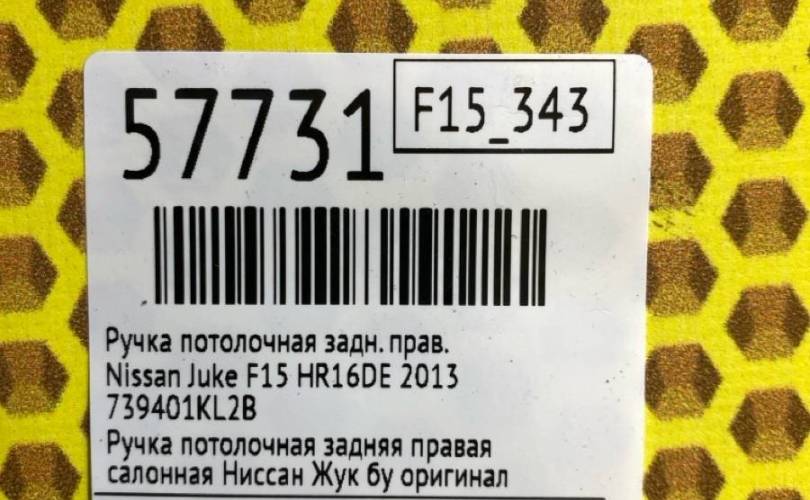 57731
F15_343
Ручка потолочная задн. прав.
Nissan Juke F15 HR16DE 2013
739401KL2B
Ручка потолочная задняя правая
салонная Ниссан Жук бу оригинал